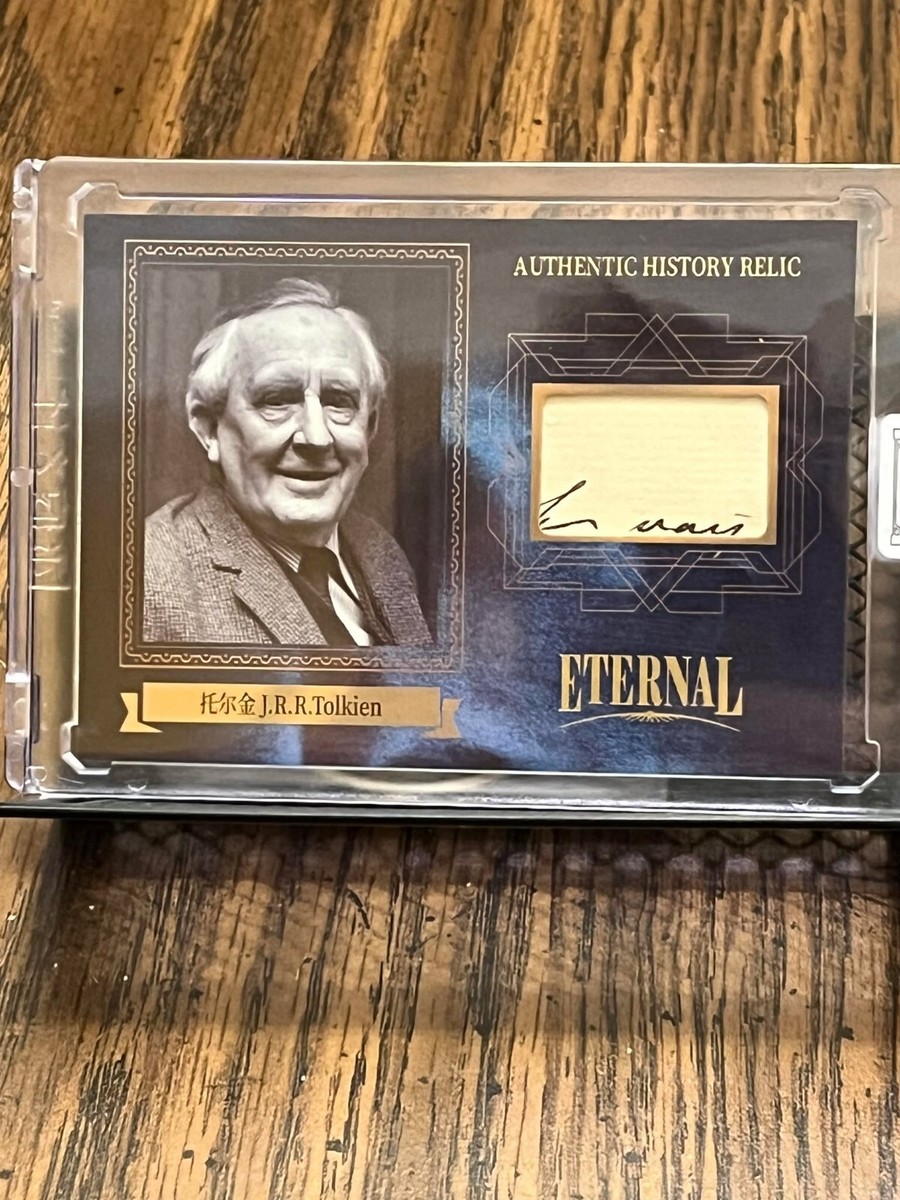 托尔金 J.R.R.Tolkien
AUTHENTIC HISTORY RELIC
ETERNAL